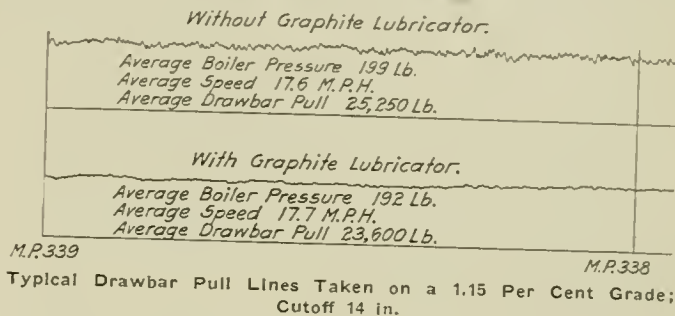 Without Graphite Lubricator.
Average Boiler Pressure 199 Lb.
Average Speed 17.6 M.P.H.
Average Drawbar Pull 25,250 Lb.
With Graphite Lubricator.
Average Boiler Pressure 192 Lb.
Average Speed 17.7 M.P.H.
Average Drawbar Pull 23,600 Lb.
M.P.339
M.P.338
Typical Drawbar Pull Lines Taken on a 1.15 Per Cent Grade;
Cutoff 14 in.